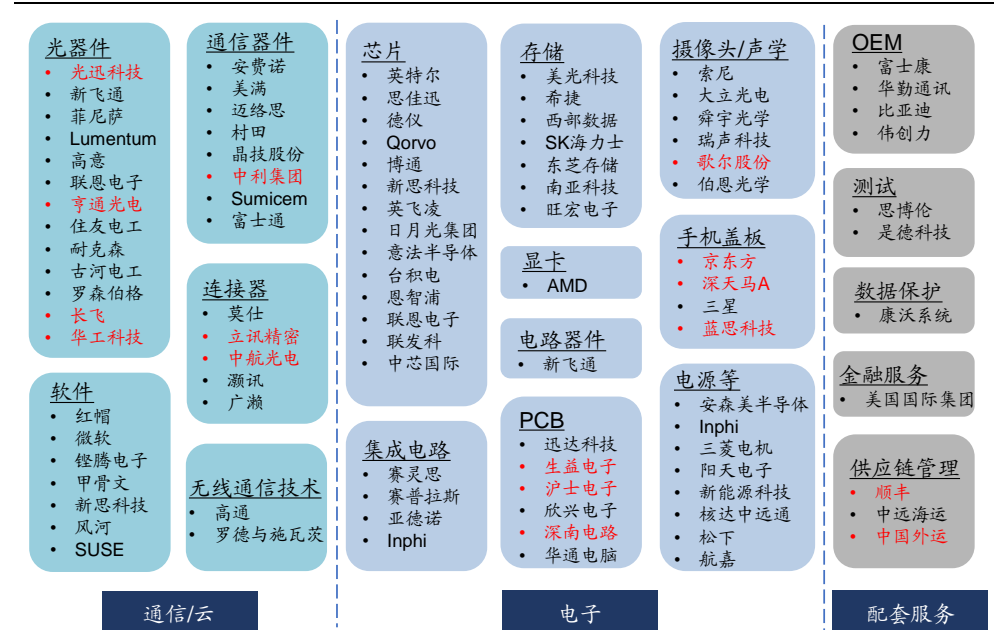 光器件
光迅科技
新飞通
菲尼萨
Lumentum
高意
联恩电子
亨通光电
住友电工
耐克森
古河电工
罗森伯格
长飞
华工科技
软件
红帽
微软
铿腾电子
甲骨文
新思科技
风河
SUSE
通信器件
安费诺
美满
迈络思
村田
晶技股份
中利集团
Sumicem
富士通
连接器
莫仕
立讯精密
中航光电
灏讯
广濑
无线通信技术
高通
罗德与施瓦茨
通信/云
芯片
英特尔
思佳迅
德仪
Qorvo
博通
新思科技
英飞凌
日月光集团
意法半导体
台积电
恩智浦
联恩电子
联发科
中芯国际
集成电路
赛灵思
赛普拉斯
亚德诺
Inphi
存储
美光科技
希捷
西部数据
SK海力士
东芝存储
南亚科技
旺宏电子
显卡
AMD
电路器件
新飞通
PCB
迅达科技
生益电子
沪士电子
欣兴电子
深南电路
华通电脑
摄像头/声学
索尼
大立光电
舜宇光学
瑞声科技
歌尔股份
伯恩光学
手机盖板
京东方
深天马A
三星
蓝思科技
电源等
安森美半导体
Inphi
三菱电机
阳天电子
新能源科技
核达中远通
松下
航嘉
电子
OEM
富士康
华勤通讯
比亚迪
伟创力
测试
思博伦
是德科技
数据保护
康沃系统
金融服务
美国国际集团
供应链管理
顺丰
中远海运
中国外运
配套服务